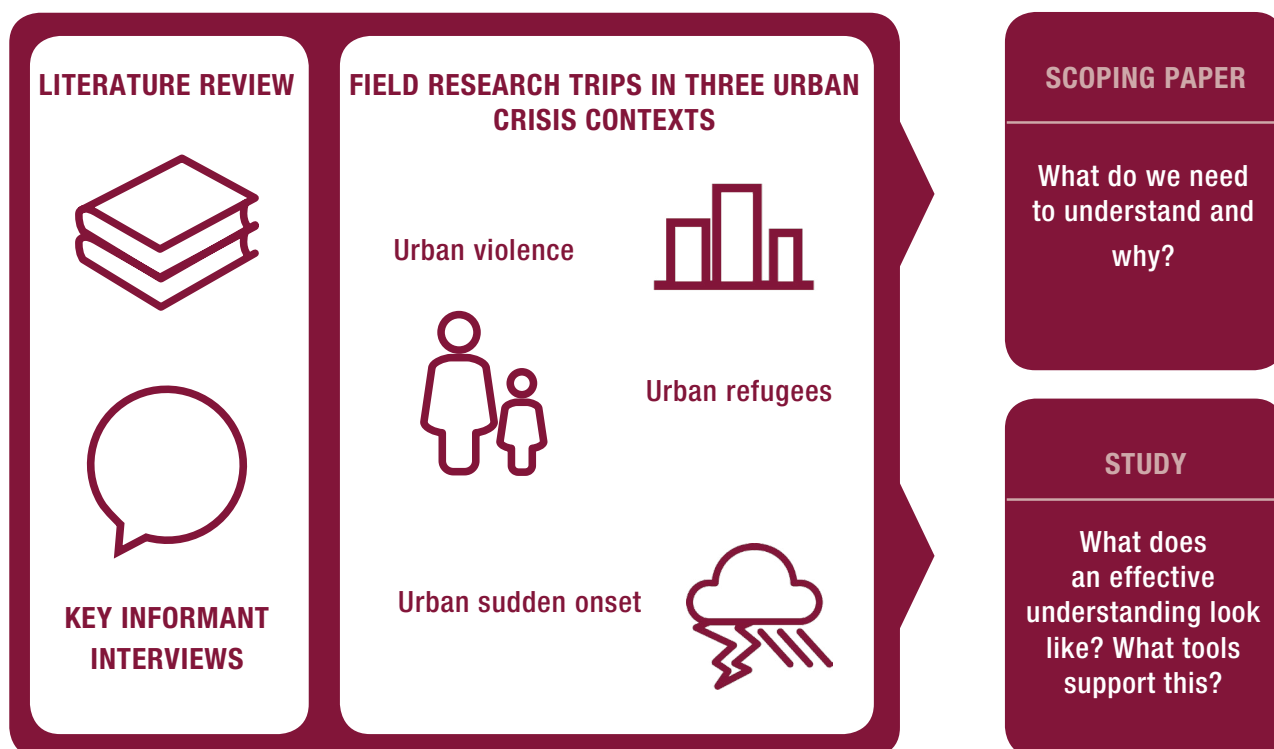 LITERATURE REVIEW
KEY INFORMANT
INTERVIEWS
FIELD RESEARCH TRIPS IN THREE URBAN
CRISIS CONTEXTS
Urban violence
Urban refugees
Urban sudden onset
SCOPING PAPER
What do we need
to understand and
why?
STUDY
What does
an effective
understanding look
like? What tools
support this?